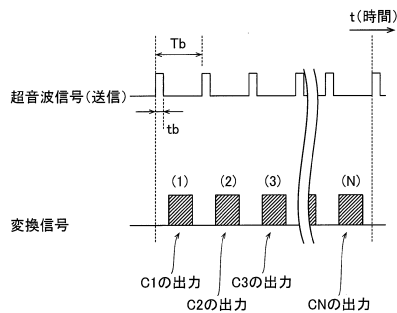 t(時間)
Tb
超音波信号(送信)
tb
(1)
(2)
(3)
(N)
変換信号
C1の出力
C2の出力
C3の出力
CNの出力